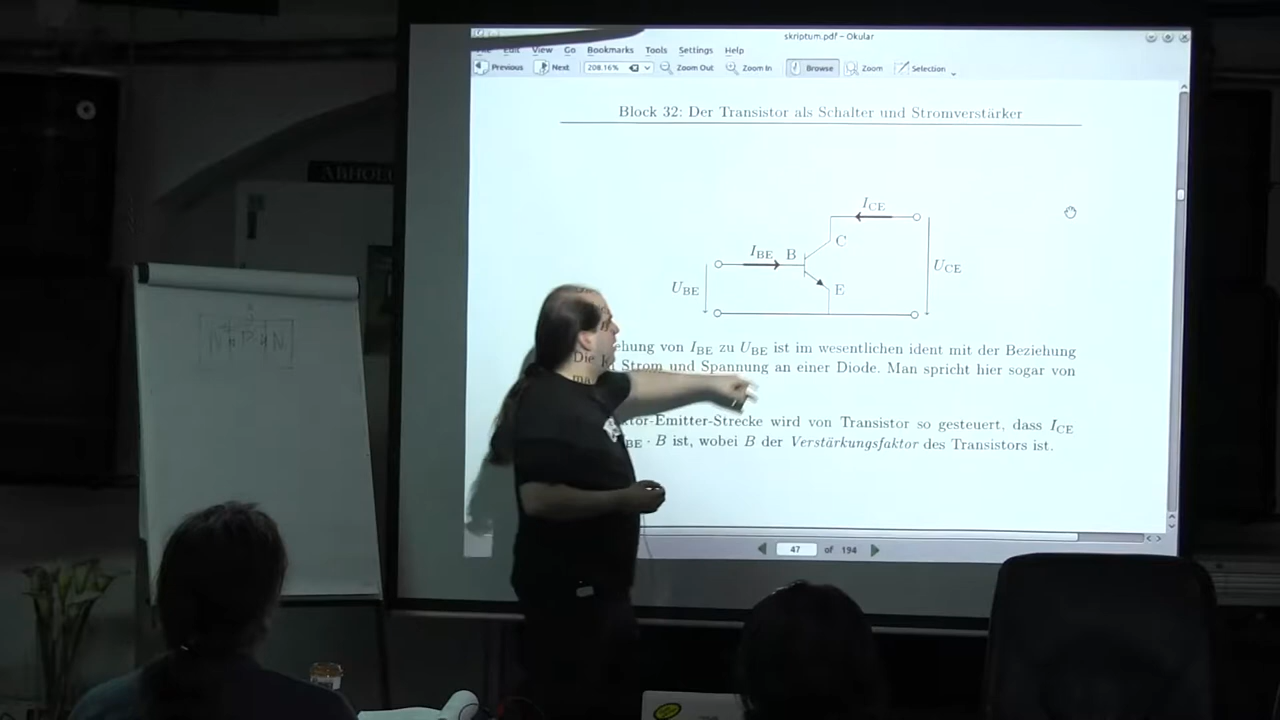 skriptum.pdf – Okular
Edit View Go Bookmarks Tools Settings Help
Previous Next 208.16% Zoom Out Zoom In Browse Zoom Selection
Block 32: Der Transistor als Schalter und Stromverstärker
I_CE
C
I_BE B
U_CE
U_BE
E
Die ehung von I_BE zu U_BE ist im wesentlichen ident mit der Beziehung
Strom und Spannung an einer Diode. Man spricht hier sogar von
tor-Emitter-Strecke wird von Transistor so gesteuert, dass I_CE
BE · B ist, wobei B der Verstärkungsfaktor des Transistors ist.
47 of 194
ABHOL
N P N